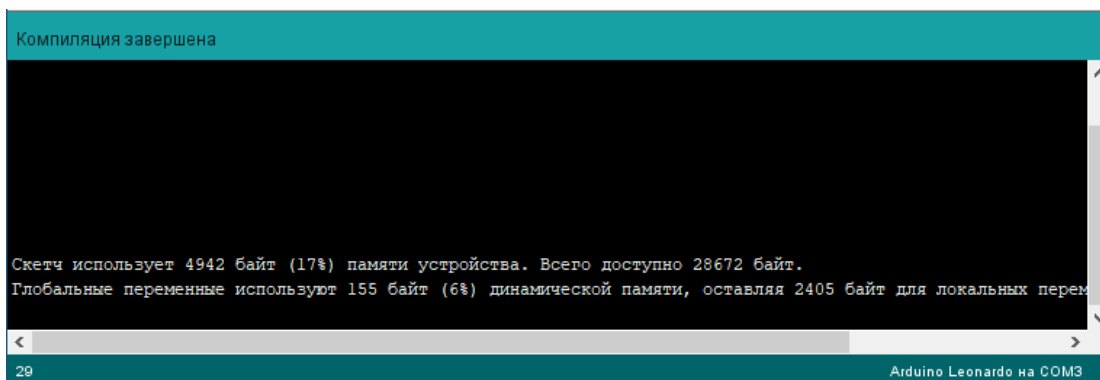 Компиляция завершена
Скетч использует 4942 байт (17%) памяти устройства. Всего доступно 28672 байт.
Глобальные переменные используют 155 байт (6%) динамической памяти, оставляя 2405 байт для локальных перем
29
Arduino Leonardo на COM3